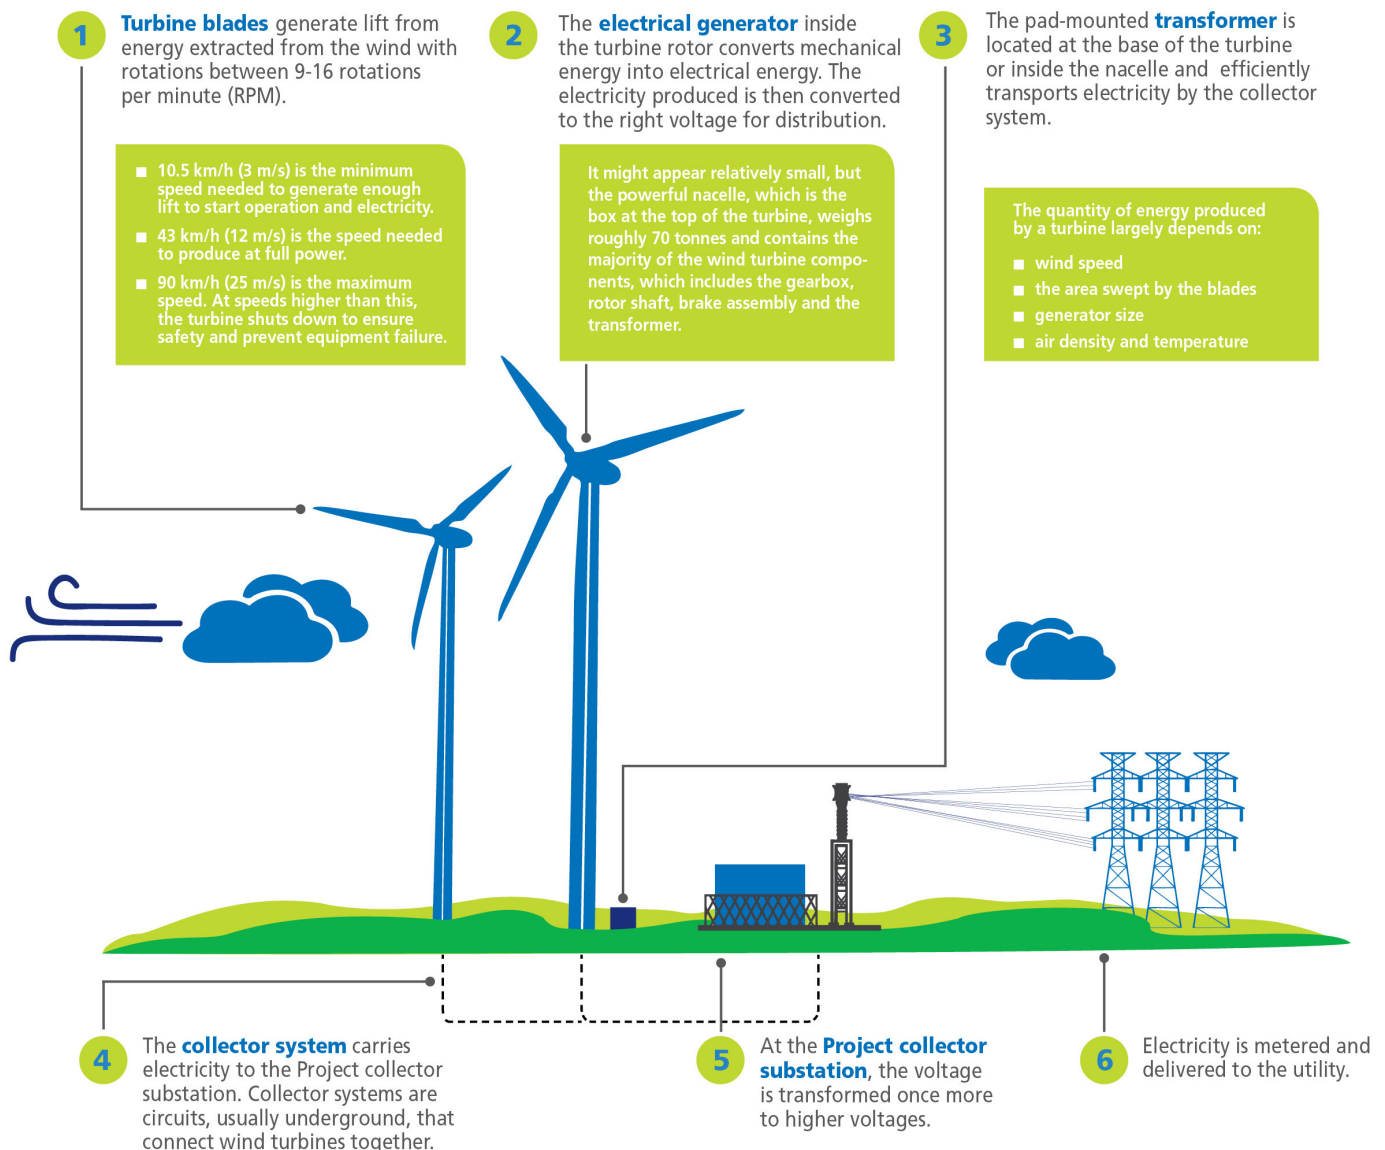 1
Turbine blades generate lift from
energy extracted from the wind with
rotations between 9-16 rotations
per minute (RPM).
■ 10.5 km/h (3 m/s) is the minimum
speed needed to generate enough
lift to start operation and electricity.
■ 43 km/h (12 m/s) is the speed needed
to produce at full power.
■ 90 km/h (25 m/s) is the maximum
speed. At speeds higher than this,
the turbine shuts down to ensure
safety and prevent equipment failure.
2
The electrical generator inside
the turbine rotor converts mechanical
energy into electrical energy. The
electricity produced is then converted
to the right voltage for distribution.
It might appear relatively small, but
the powerful nacelle, which is the
box at the top of the turbine, weighs
roughly 70 tonnes and contains the
majority of the wind turbine compo-
nents, which includes the gearbox,
rotor shaft, brake assembly and the
transformer.
3
The pad-mounted transformer is
located at the base of the turbine
or inside the nacelle and efficiently
transports electricity by the collector
system.
The quantity of energy produced
by a turbine largely depends on:
■ wind speed
■ the area swept by the blades
■ generator size
■ air density and temperature
4
The collector system carries
electricity to the Project collector
substation. Collector systems are
circuits, usually underground, that
connect wind turbines together.
5
At the Project collector
substation, the voltage
is transformed once more
to higher voltages.
6
Electricity is metered and
delivered to the utility.